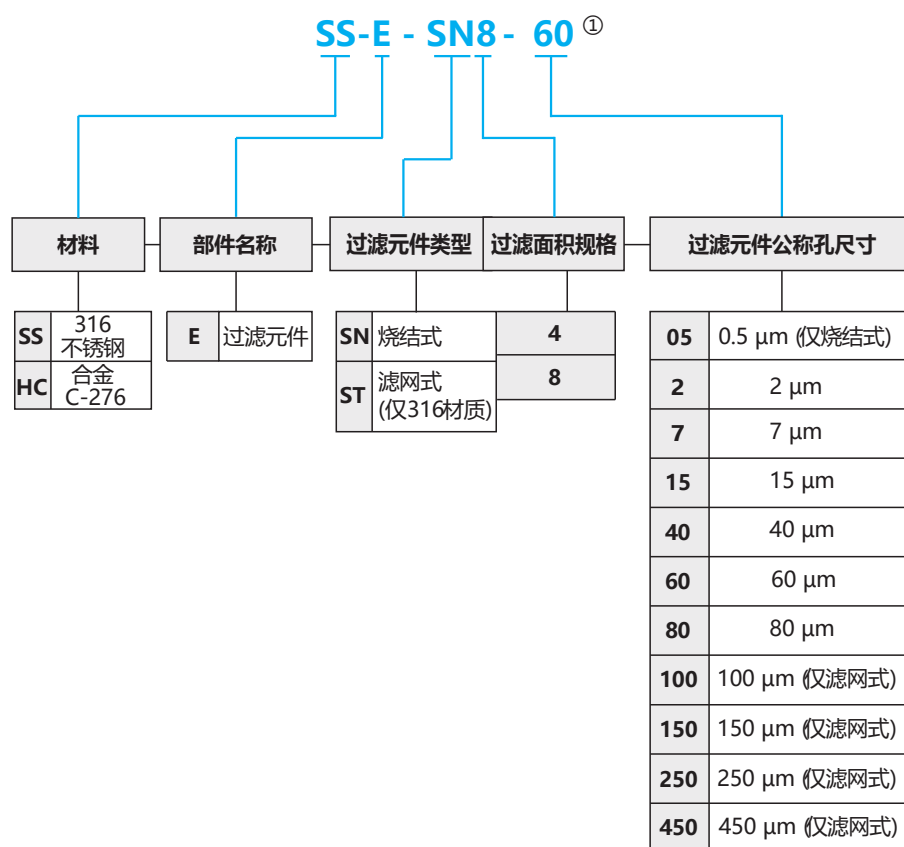 SS-E - SN8 - 60 ①
材料
部件名称
过滤元件类型
过滤面积规格
过滤元件公称孔尺寸
SS 316
不锈钢
HC 合金
C-276
E 过滤元件
SN 烧结式
ST 滤网式
(仅316材质)
4
8
05 0.5 μm (仅烧结式)
2 2 μm
7 7 μm
15 15 μm
40 40 μm
60 60 μm
80 80 μm
100 100 μm (仅滤网式)
150 150 μm (仅滤网式)
250 250 μm (仅滤网式)
450 450 μm (仅滤网式)